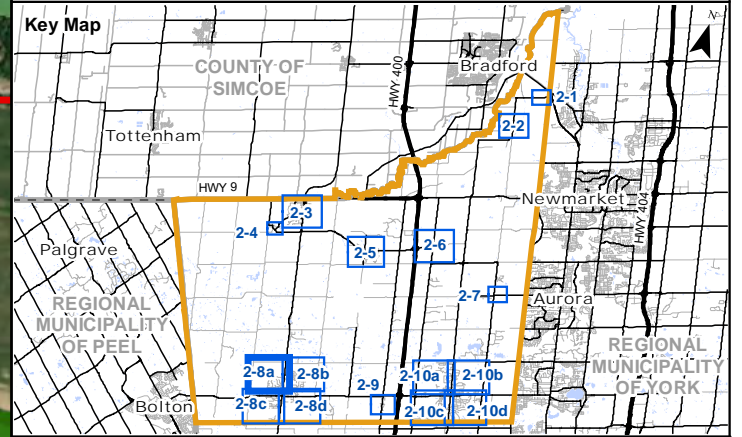 Key Map
N
COUNTY OF
SIMCOE
HWY 400
Bradford
2-1
2-2
Tottenham
HWY 9
Newmarket
HWY 404
2-3
2-4
2-5
2-6
Palgrave
2-7
Aurora
REGIONAL
MUNICIPALITY
OF PEEL
REGIONAL
MUNICIPALITY
OF YORK
2-8a
2-8b
2-10a
2-10b
2-9
Bolton
2-8c
2-8d
2-10c
2-10d